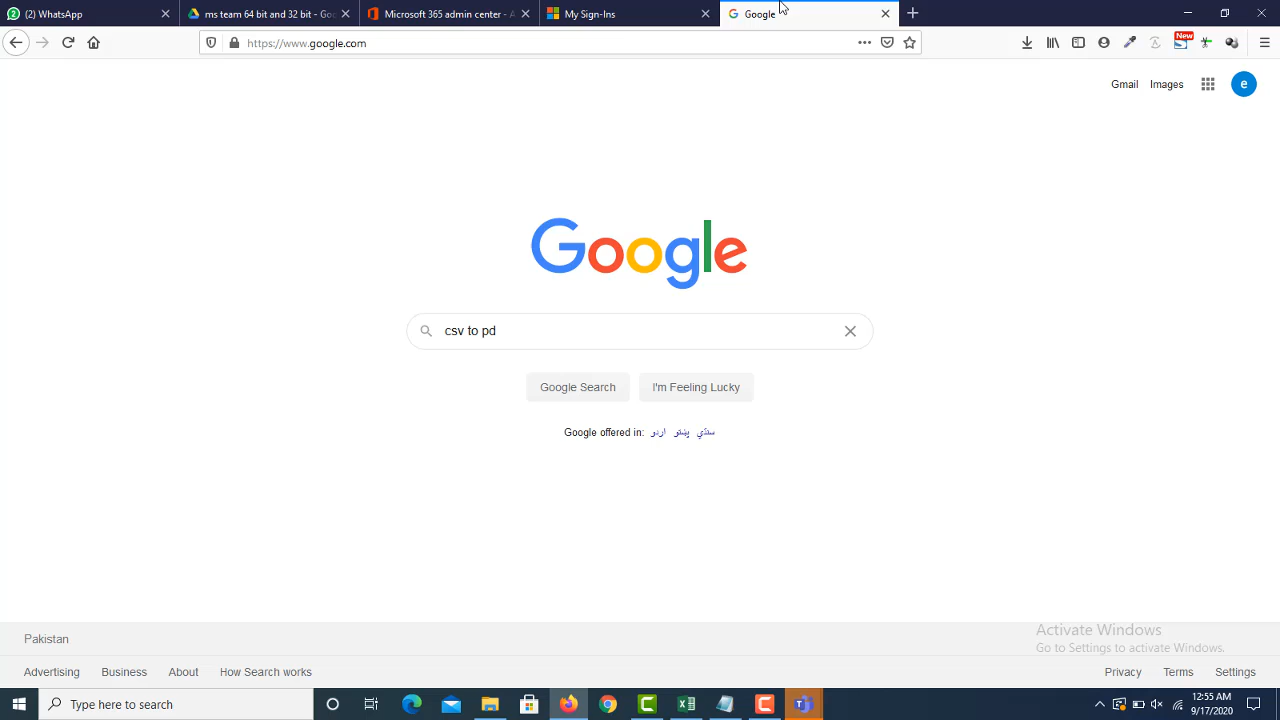 (2) WhatsApp
ms team 64 bit and 32 bit - Goo
Microsoft 365 admin center - A
My Sign-Ins
Google
https://www.google.com
New
Gmail
Images
e
Google
csv to pd
Google Search
I'm Feeling Lucky
Google offered in: اردو پښتو سنڌي
Pakistan
Activate Windows
Go to Settings to activate Windows.
Advertising
Business
About
How Search works
Privacy
Terms
Settings
Type here to search
12:55 AM
9/17/2020